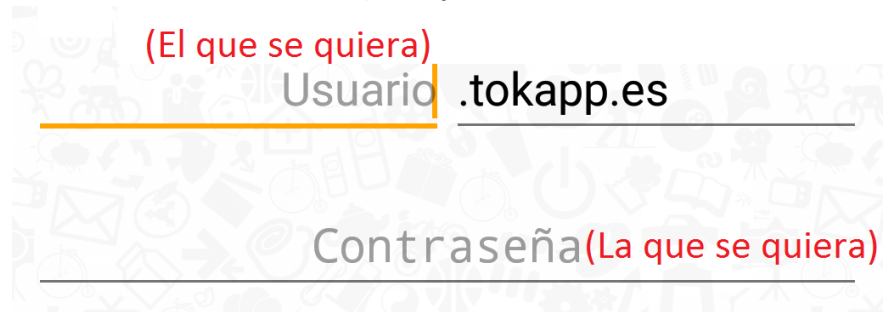 (El que se quiera)
Usuario .tokapp.es
Contraseña(La que se quiera)